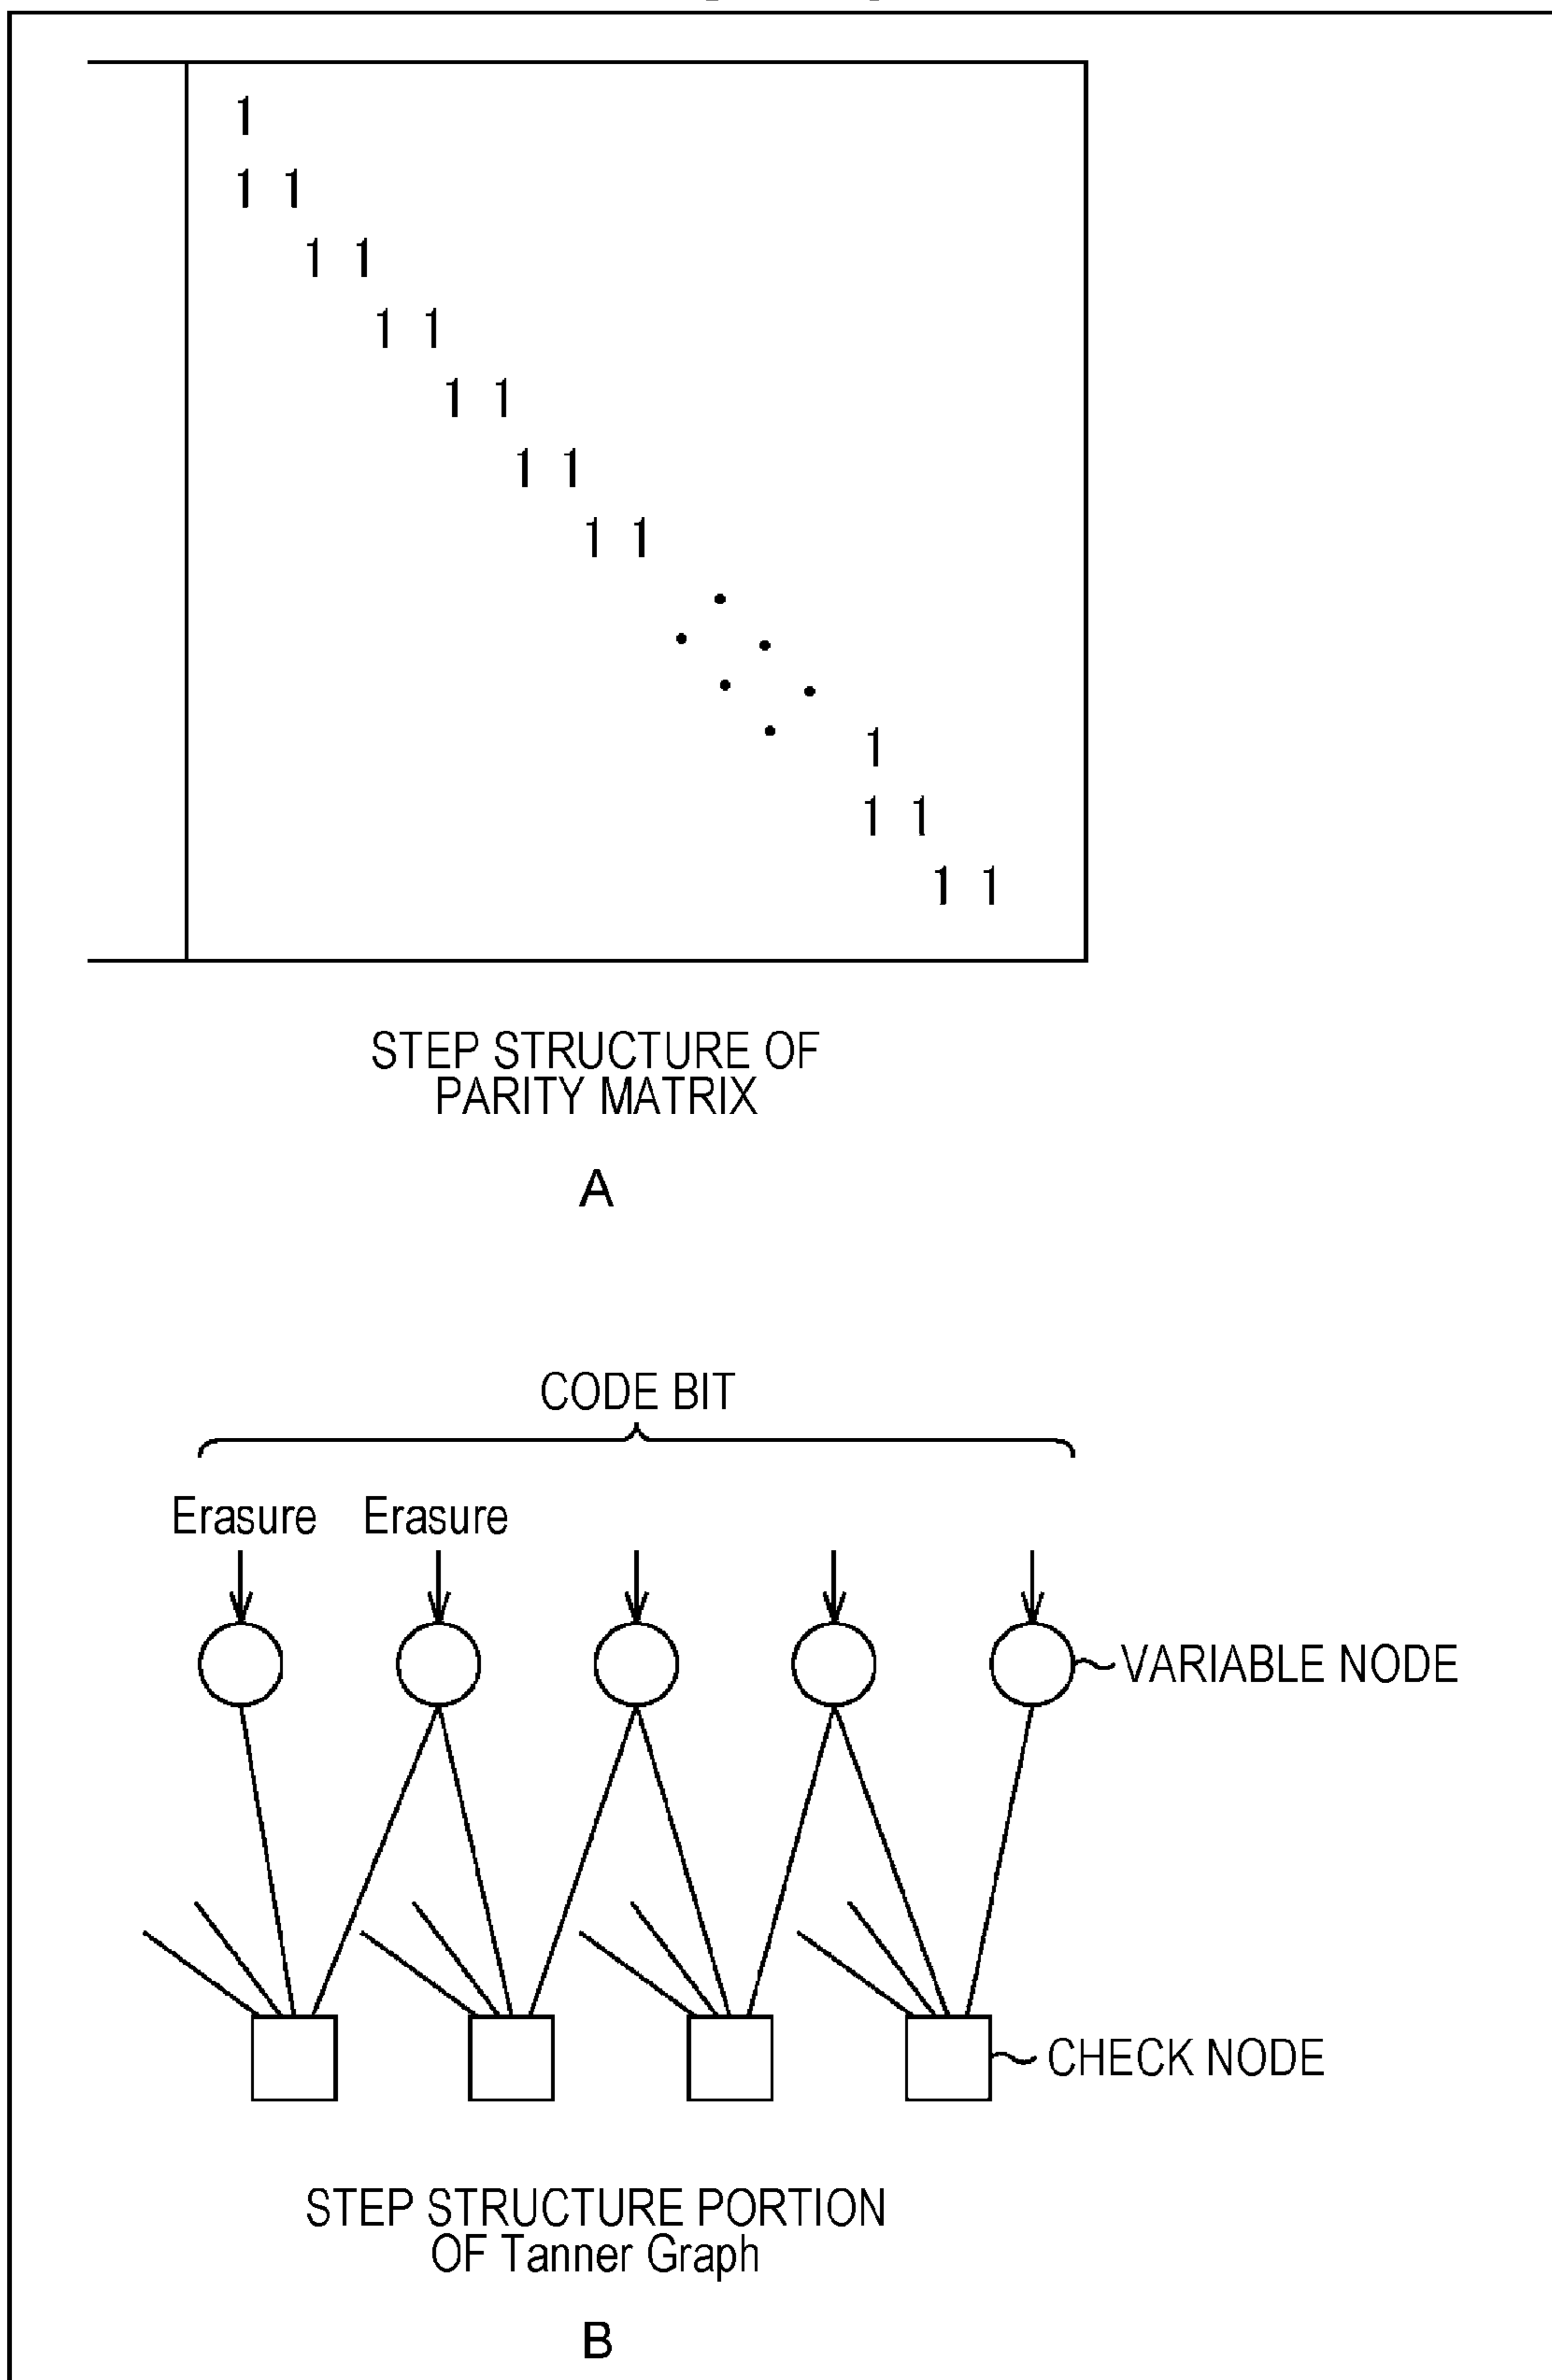 1
1 1
1 1
1 1
1 1
1 1
1 1
1
1 1
1 1
STEP STRUCTURE OF
PARITY MATRIX
A
CODE BIT
Erasure Erasure
VARIABLE NODE
CHECK NODE
STEP STRUCTURE PORTION
OF Tanner Graph
B